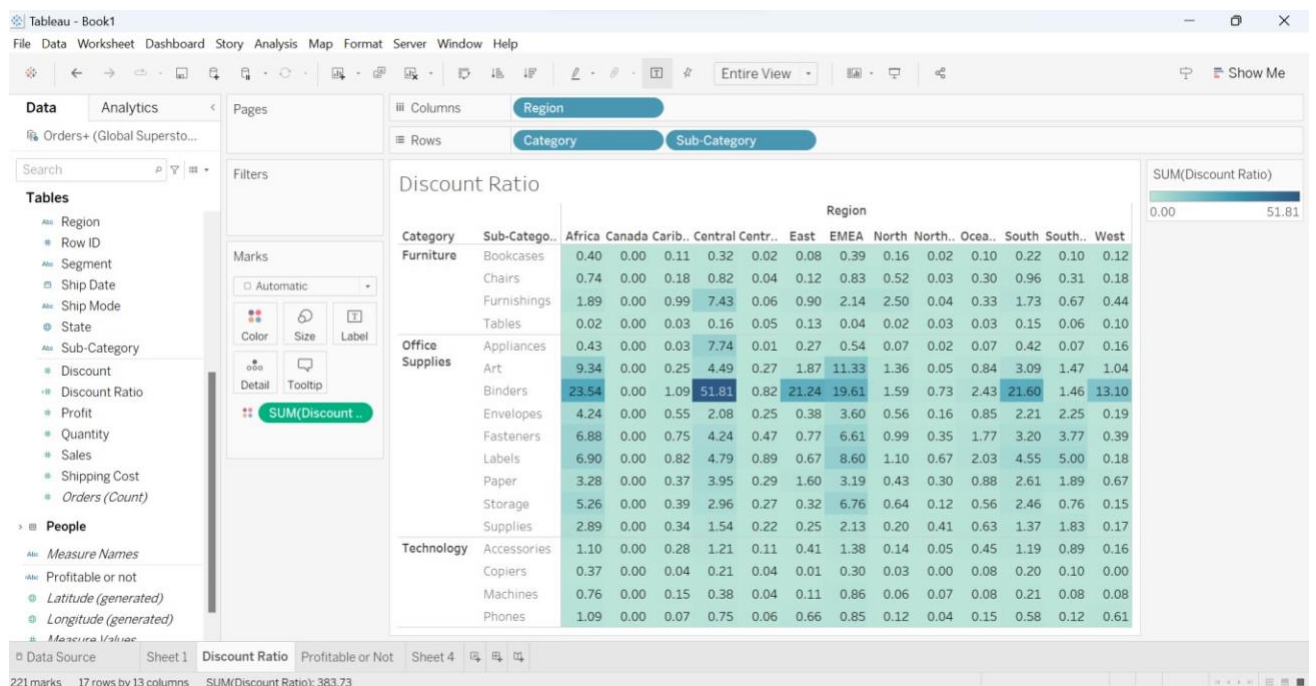 Tableau - Book1
File Data Worksheet Dashboard Story Analysis Map Format Server Window Help
Entire View
Show Me
Data Analytics
Orders+ (Global Supersto...
Search
Tables
Abc Region
# Row ID
Abc Segment
Ship Date
Abc Ship Mode
State
Abc Sub-Category
# Discount
=# Discount Ratio
# Profit
# Quantity
# Sales
# Shipping Cost
# Orders (Count)
People
Abc Measure Names
=Abc Profitable or not
Latitude (generated)
Longitude (generated)
# Measure Values
Pages
Filters
Marks
Automatic
Color Size Label
Detail Tooltip
SUM(Discount ..
Columns Region
Rows Category Sub-Category
Discount Ratio
Region
Category Sub-Catego.. Africa Canada Carib.. Central Centr.. East EMEA North North.. Ocea.. South South.. West
Furniture Bookcases 0.40 0.00 0.11 0.32 0.02 0.08 0.39 0.16 0.02 0.10 0.22 0.10 0.12
Chairs 0.74 0.00 0.18 0.82 0.04 0.12 0.83 0.52 0.03 0.30 0.96 0.31 0.18
Furnishings 1.89 0.00 0.99 7.43 0.06 0.90 2.14 2.50 0.04 0.33 1.73 0.67 0.44
Tables 0.02 0.00 0.03 0.16 0.05 0.13 0.04 0.02 0.03 0.03 0.15 0.06 0.10
Office Supplies Appliances 0.43 0.00 0.03 7.74 0.01 0.27 0.54 0.07 0.02 0.07 0.42 0.07 0.16
Art 9.34 0.00 0.25 4.49 0.27 1.87 11.33 1.36 0.05 0.84 3.09 1.47 1.04
Binders 23.54 0.00 1.09 51.81 0.82 21.24 19.61 1.59 0.73 2.43 21.60 1.46 13.10
Envelopes 4.24 0.00 0.55 2.08 0.25 0.38 3.60 0.56 0.16 0.85 2.21 2.25 0.19
Fasteners 6.88 0.00 0.75 4.24 0.47 0.77 6.61 0.99 0.35 1.77 3.20 3.77 0.39
Labels 6.90 0.00 0.82 4.79 0.89 0.67 8.60 1.10 0.67 2.03 4.55 5.00 0.18
Paper 3.28 0.00 0.37 3.95 0.29 1.60 3.19 0.43 0.30 0.88 2.61 1.89 0.67
Storage 5.26 0.00 0.39 2.96 0.27 0.32 6.76 0.64 0.12 0.56 2.46 0.76 0.15
Supplies 2.89 0.00 0.34 1.54 0.22 0.25 2.13 0.20 0.41 0.63 1.37 1.83 0.17
Technology Accessories 1.10 0.00 0.28 1.21 0.11 0.41 1.38 0.14 0.05 0.45 1.19 0.89 0.16
Copiers 0.37 0.00 0.04 0.21 0.04 0.01 0.30 0.03 0.00 0.08 0.20 0.10 0.00
Machines 0.76 0.00 0.15 0.38 0.04 0.11 0.86 0.06 0.07 0.08 0.21 0.08 0.08
Phones 1.09 0.00 0.07 0.75 0.06 0.66 0.85 0.12 0.04 0.15 0.58 0.12 0.61
SUM(Discount Ratio)
0.00 51.81
Data Source Sheet 1 Discount Ratio Profitable or Not Sheet 4
221 marks 17 rows by 13 columns SUM(Discount Ratio): 383.73